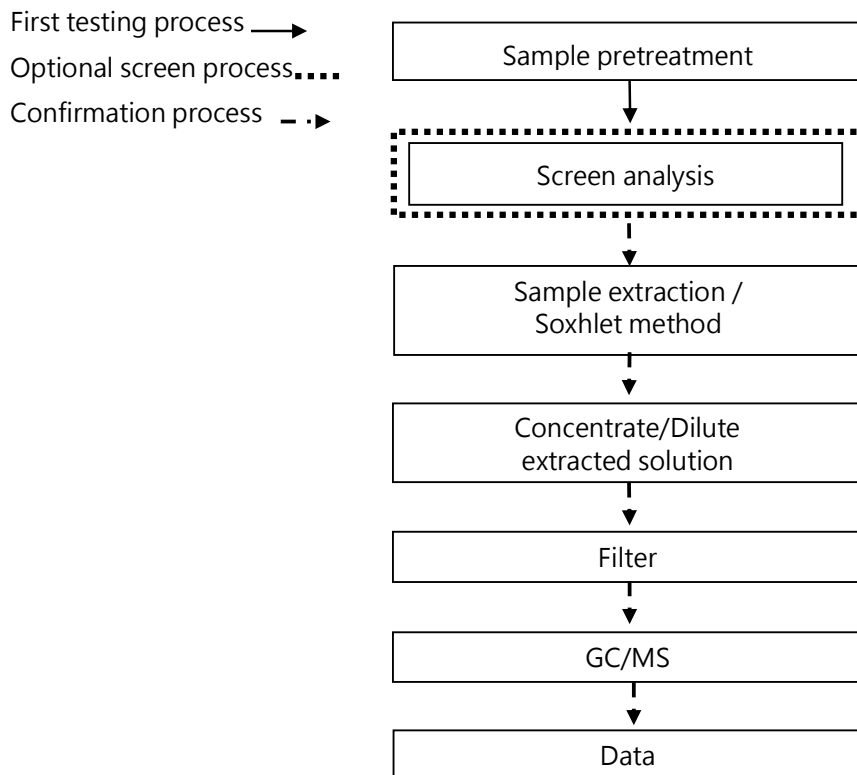 First testing process
Optional screen process
Confirmation process
Sample pretreatment
Screen analysis
Sample extraction /
Soxhlet method
Concentrate/Dilute
extracted solution
Filter
GC/MS
Data